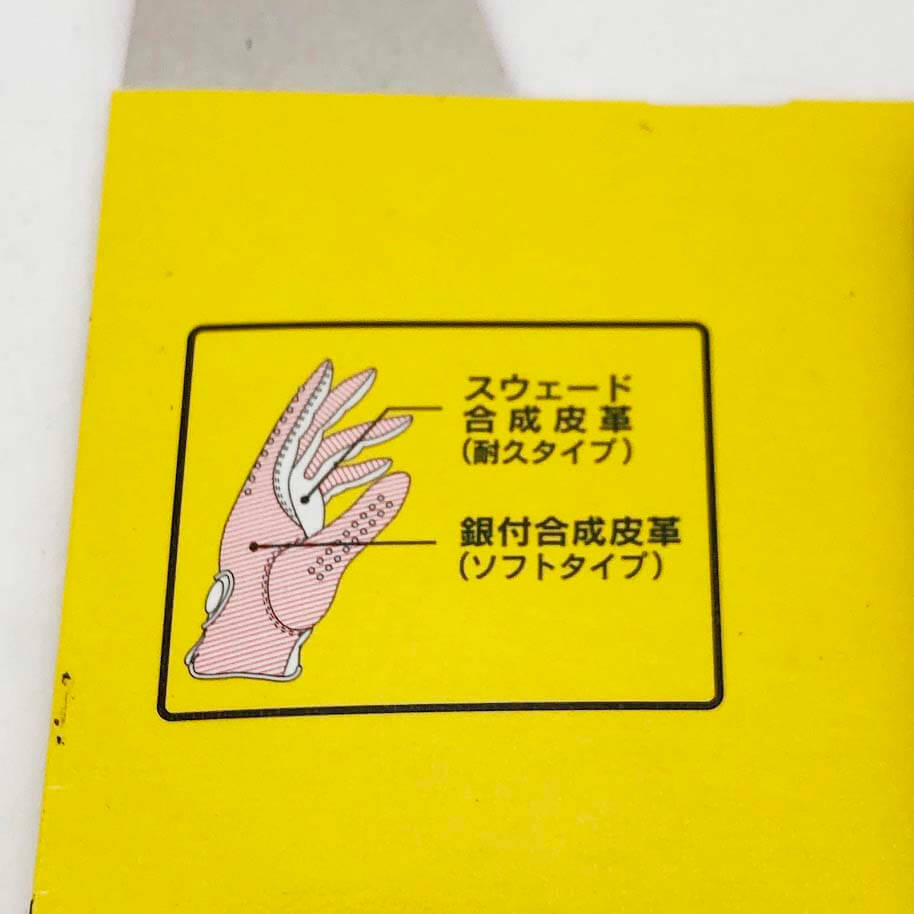 スウェード
合成皮革
(耐久タイプ)
銀付合成皮革
(ソフトタイプ)